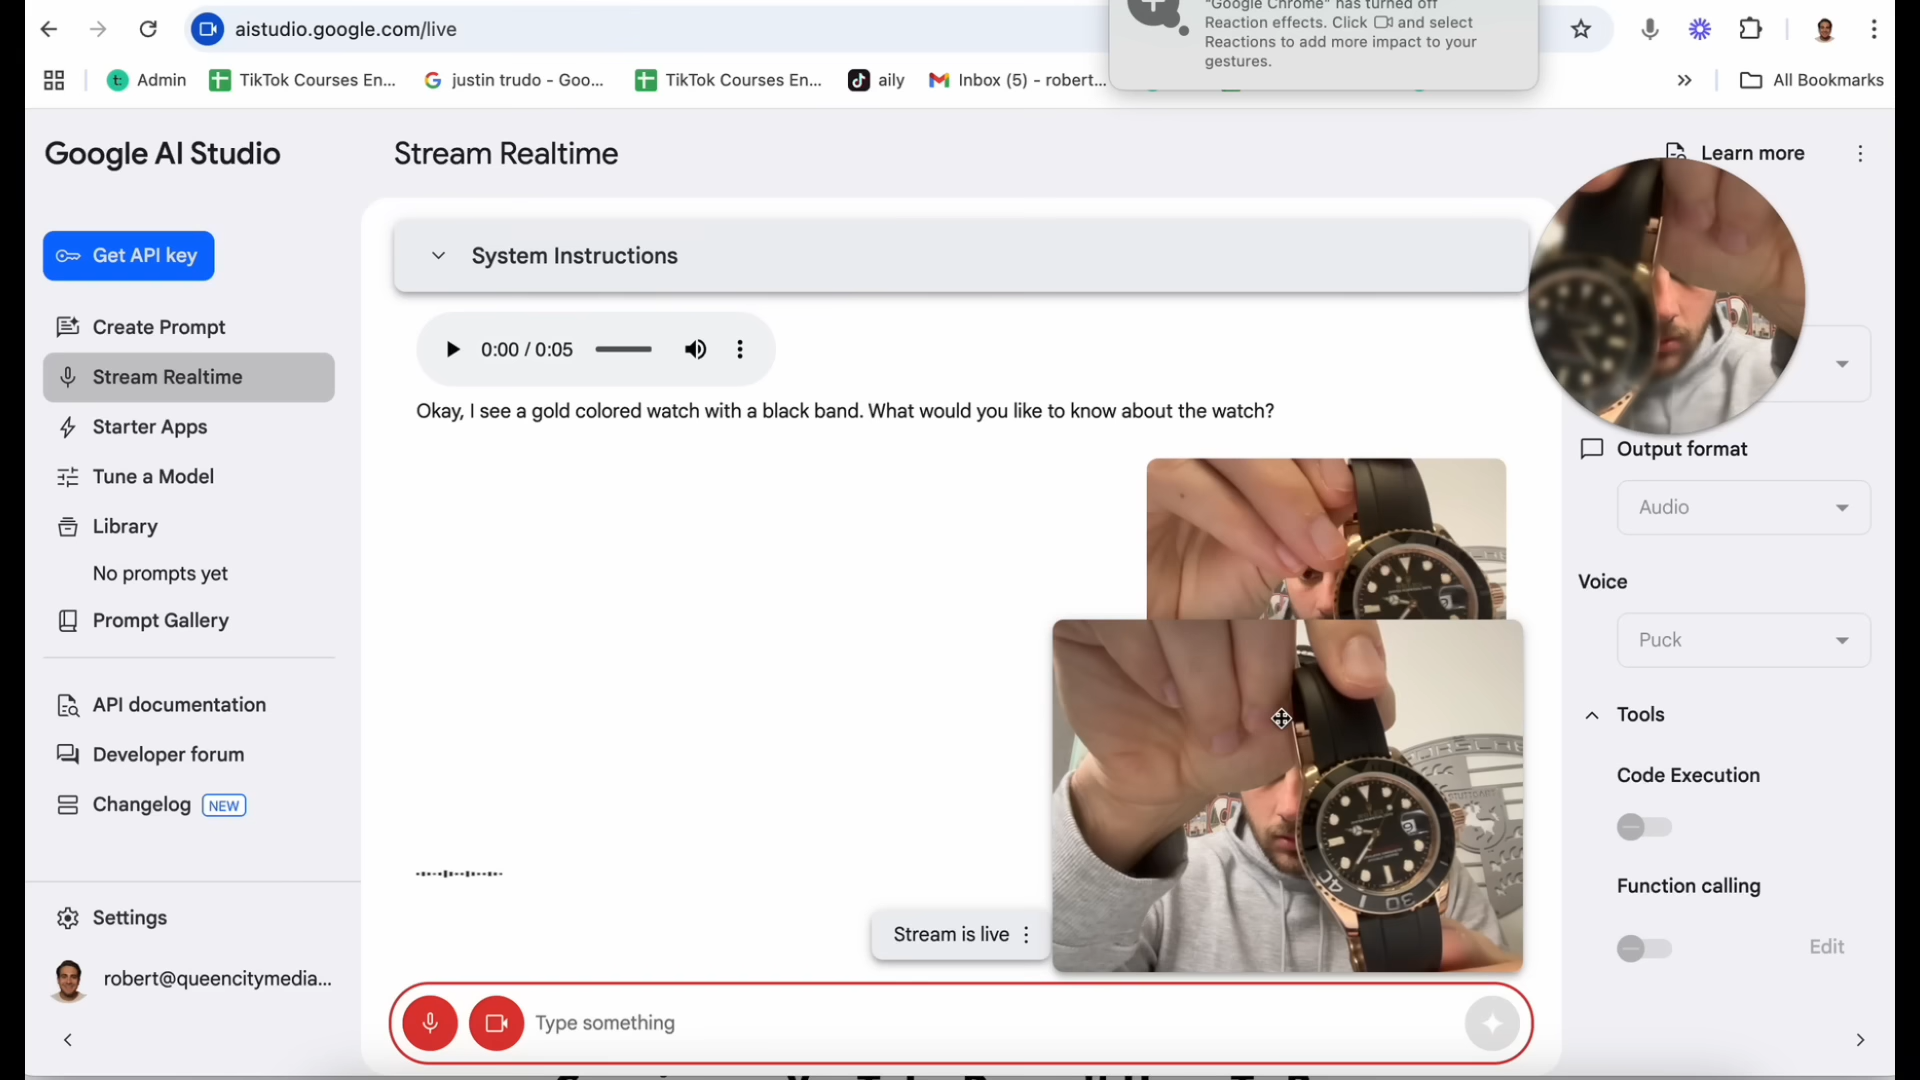 "Google Chrome" has turned off
aistudio.google.com/live
Reaction effects. Click and select
Reactions to add more impact to your
gestures.
Admin
TikTok Courses En...
justin trudo - Goo...
TikTok Courses En...
aily
Inbox (5) - robert...
All Bookmarks
Google AI Studio
Stream Realtime
Learn more
Get API key
System Instructions
Create Prompt
0:00 / 0:05
Stream Realtime
Okay, I see a gold colored watch with a black band. What would you like to know about the watch?
Starter Apps
Output format
Tune a Model
Audio
Library
No prompts yet
Voice
Prompt Gallery
Puck
API documentation
Tools
Developer forum
Code Execution
Changelog NEW
Function calling
Settings
Stream is live
Edit
robert@queencitymedia...
Type something